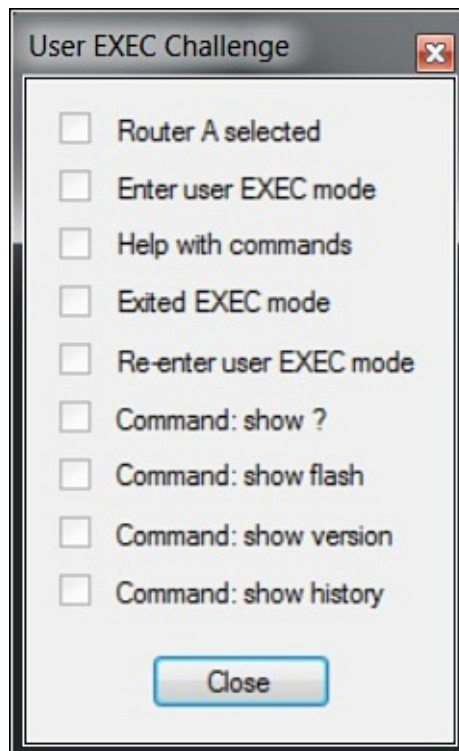 User EXEC Challenge
Router A selected
Enter user EXEC mode
Help with commands
Exited EXEC mode
Re-enter user EXEC mode
Command: show ?
Command: show flash
Command: show version
Command: show history
Close